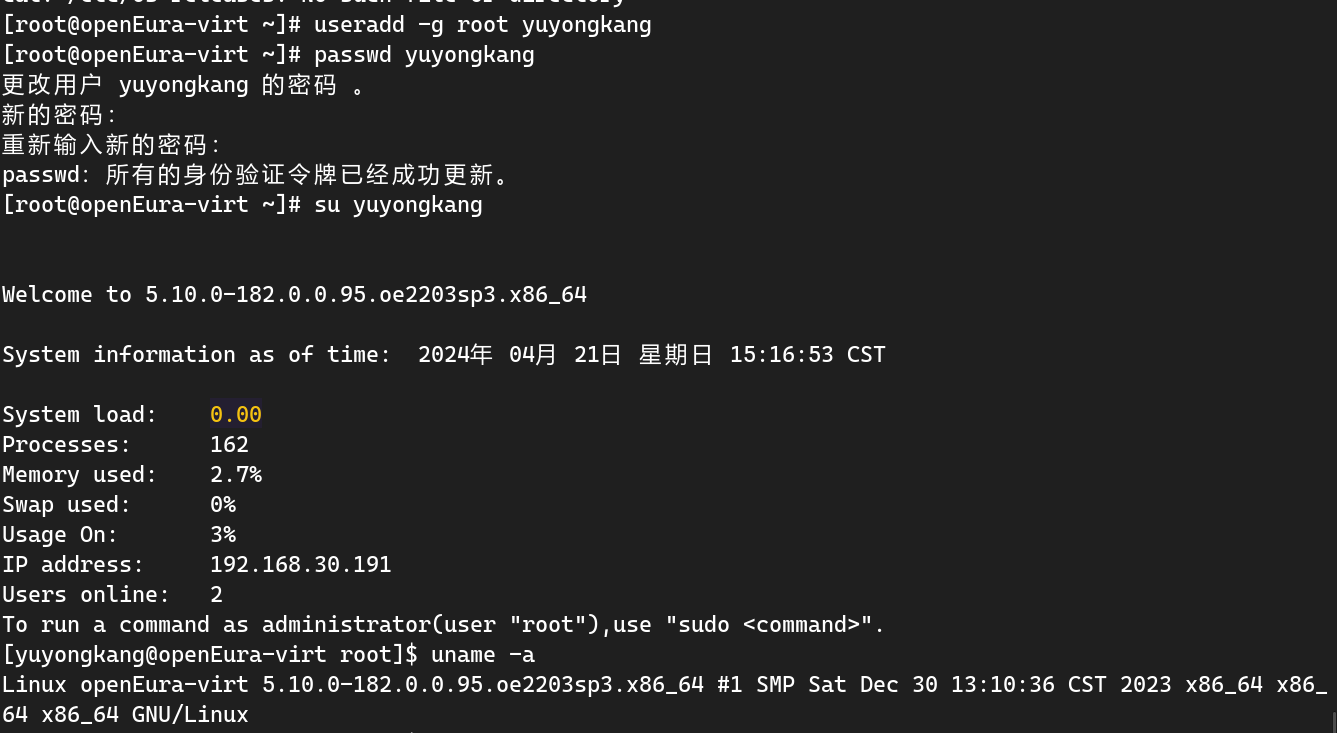 [root@openEura-virt ~]# useradd -g root yuyongkang
[root@openEura-virt ~]# passwd yuyongkang
更改用户 yuyongkang 的密码 。
新的密码：
重新输入新的密码：
passwd：所有的身份验证令牌已经成功更新。
[root@openEura-virt ~]# su yuyongkang
Welcome to 5.10.0-182.0.0.95.oe2203sp3.x86_64
System information as of time:  2024年 04月 21日 星期日 15:16:53 CST
System load:    0.00
Processes:      162
Memory used:    2.7%
Swap used:      0%
Usage On:       3%
IP address:     192.168.30.191
Users online:   2
To run a command as administrator(user "root"),use "sudo <command>".
[yuyongkang@openEura-virt root]$ uname -a
Linux openEura-virt 5.10.0-182.0.0.95.oe2203sp3.x86_64 #1 SMP Sat Dec 30 13:10:36 CST 2023 x86_64 x86_
64 x86_64 GNU/Linux